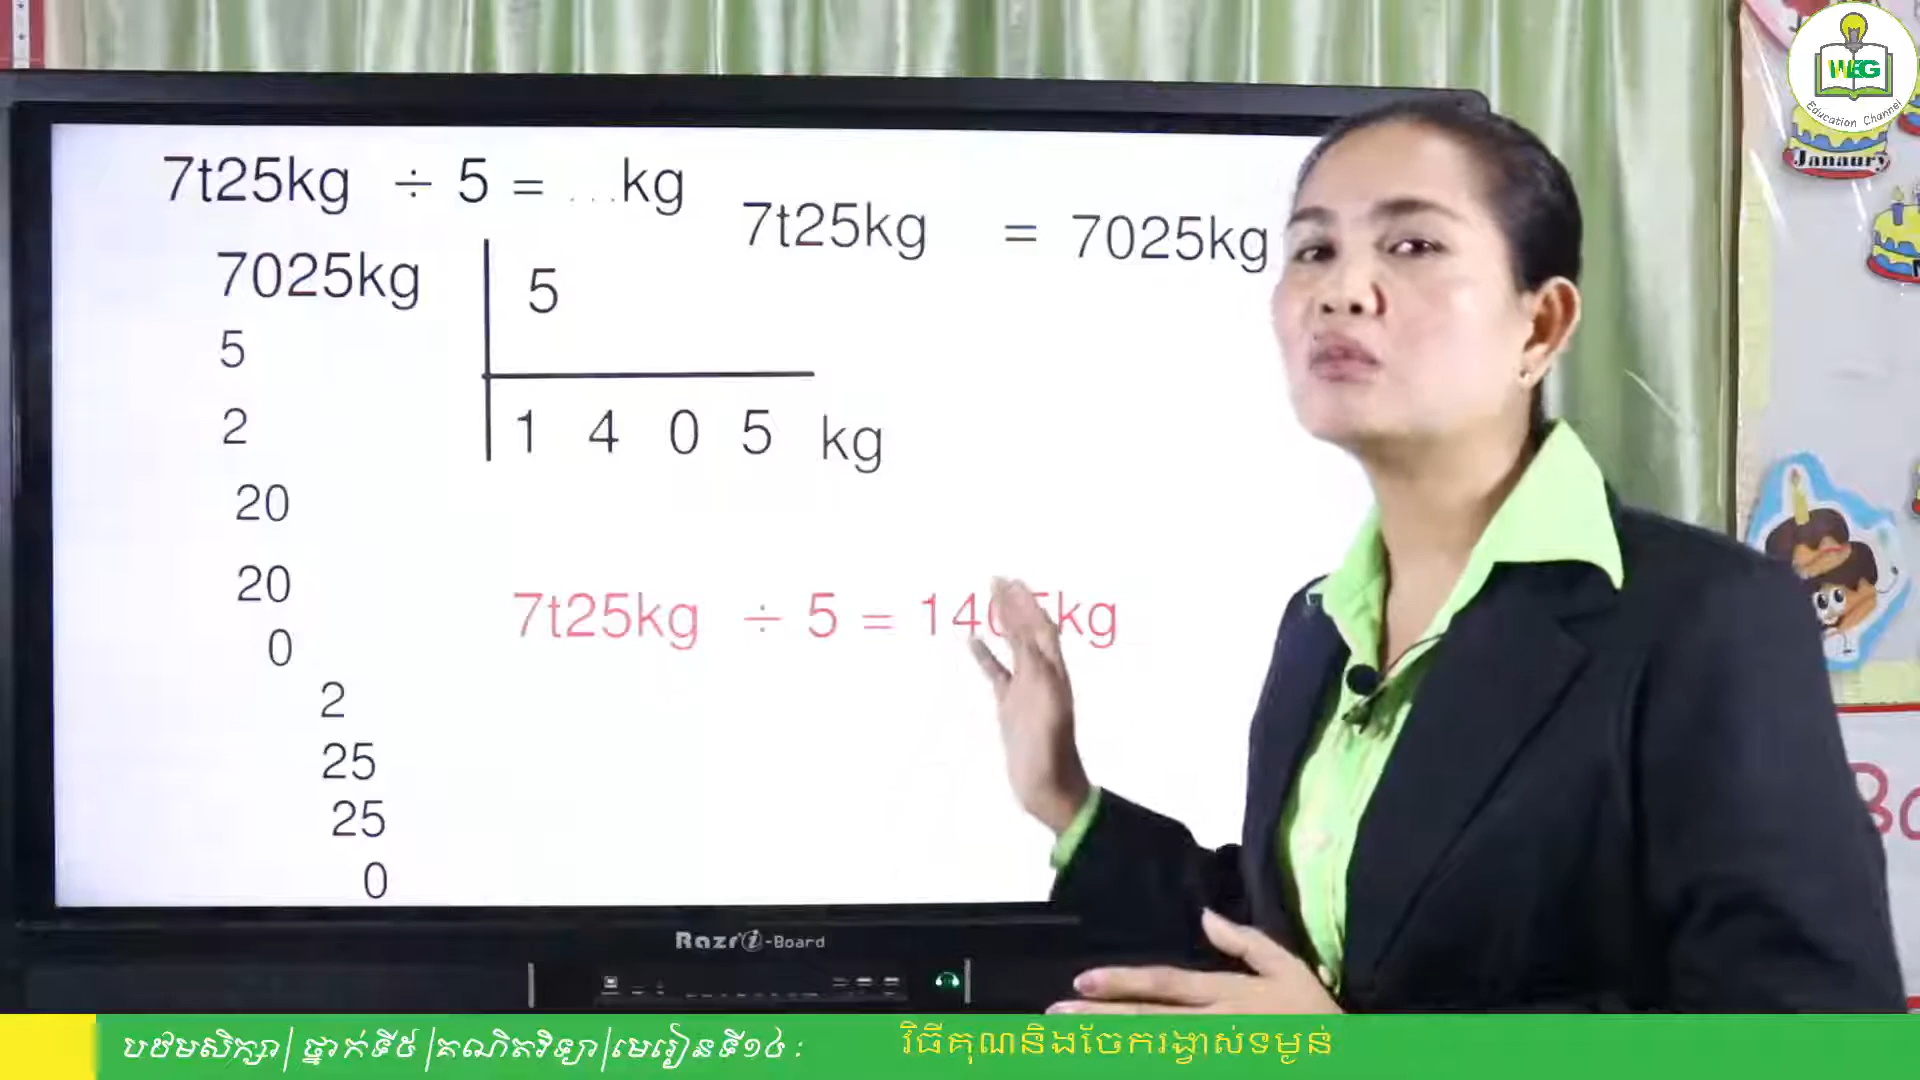 7t25kg ÷ 5 = ...kg
7t25kg = 7025kg
7025kg 5
5
2 1 4 0 5 kg
20
20
0
2
25
25
0
7t25kg ÷ 5 = 1405kg
Razr i-Board
WEG
Education Channel
Janaury
បឋមសិក្សា| ថ្នាក់ទី៥ |គណិតវិទ្យា|មេរៀនទី១៤ :
វិធីគុណនិងចែករង្វាស់ទម្ងន់